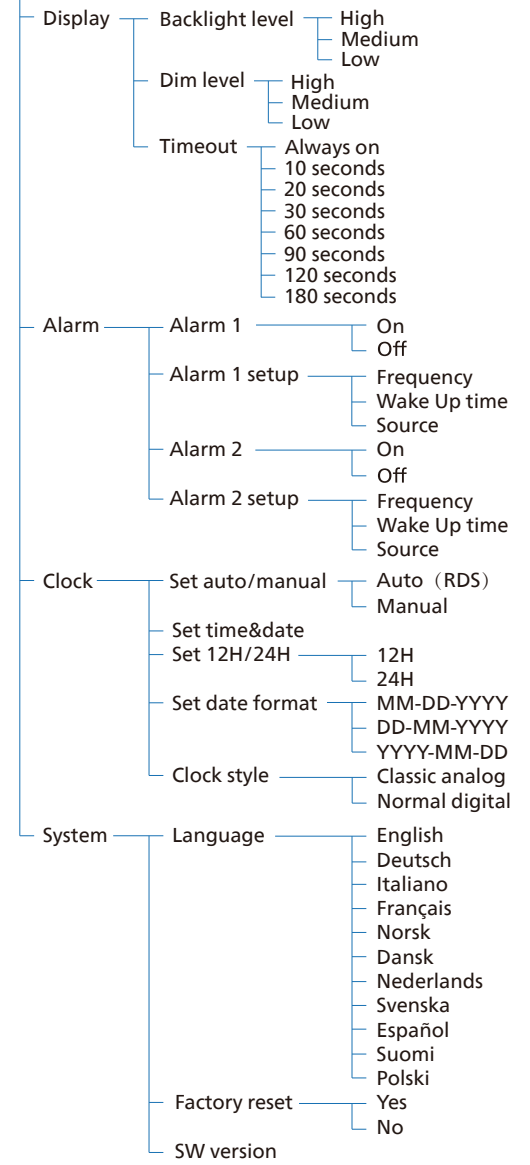 Display Backlight level High
Medium
Low
Dim level High
Medium
Low
Timeout Always on
10 seconds
20 seconds
30 seconds
60 seconds
90 seconds
120 seconds
180 seconds
Alarm Alarm 1 On
Off
Alarm 1 setup Frequency
Wake Up time
Source
Alarm 2 On
Off
Alarm 2 setup Frequency
Wake Up time
Source
Clock Set auto/manual Auto（RDS）
Manual
Set time&date
Set 12H/24H 12H
24H
Set date format MM-DD-YYYY
DD-MM-YYYY
YYYY-MM-DD
Clock style Classic analog
Normal digital
System Language English
Deutsch
Italiano
Français
Norsk
Dansk
Nederlands
Svenska
Español
Suomi
Polski
Factory reset Yes
No
SW version